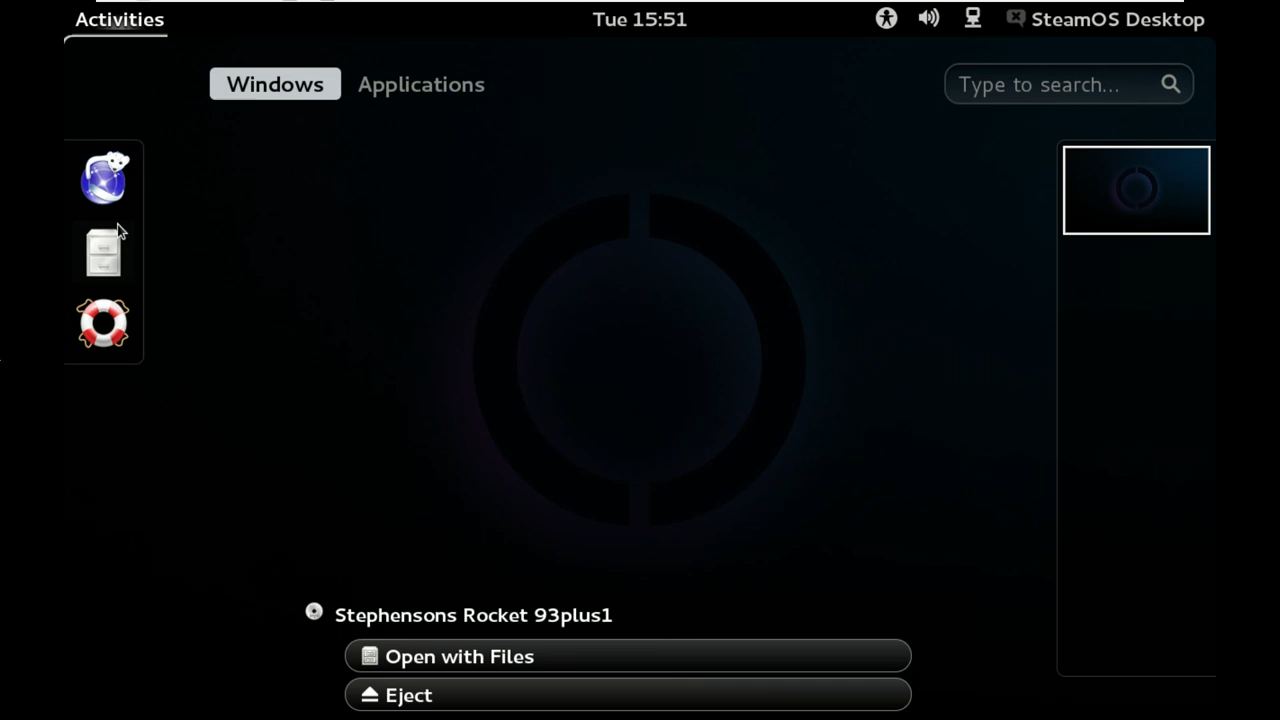 Activities
Tue 15:51
SteamOS Desktop
Windows
Applications
Type to search...
Stephensons Rocket 93plus1
Open with Files
Eject